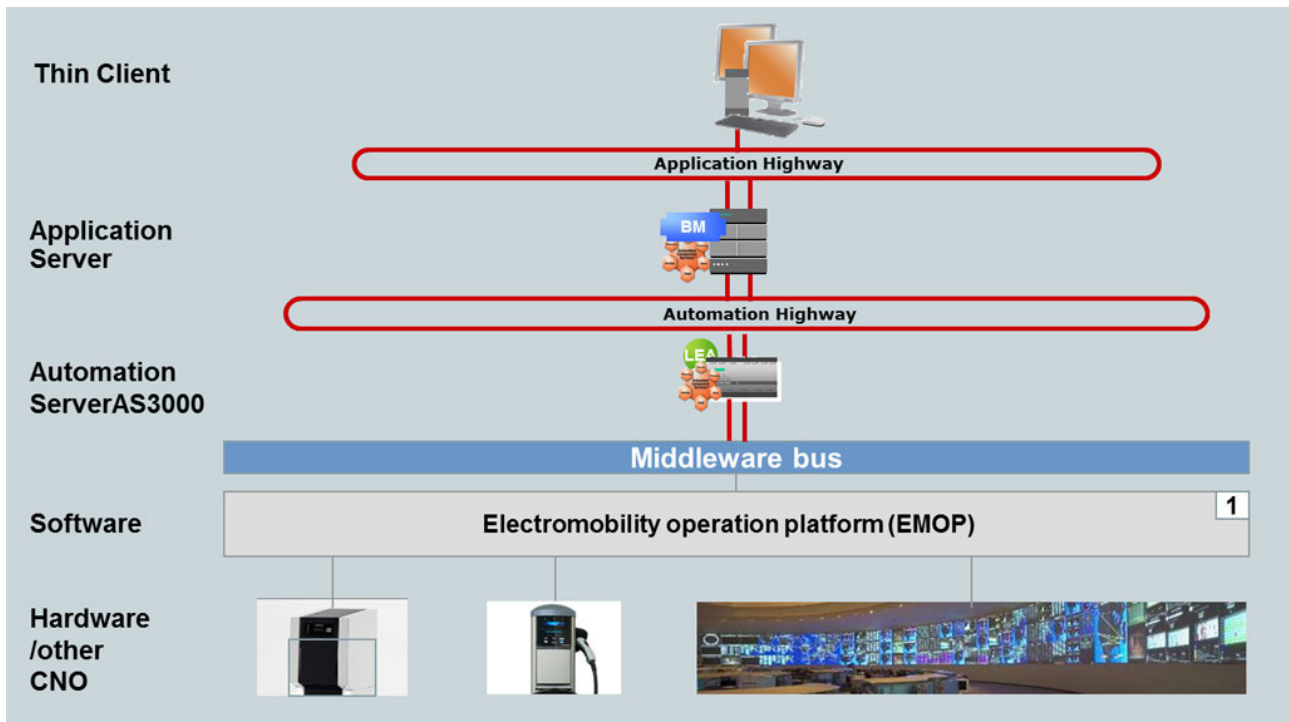 Thin Client
Application Highway
Application
Server
BM
Automation Highway
Automation
ServerAS3000
LEA
Middleware bus
Software
Electromobility operation platform (EMOP)
1
Hardware
/other
CNO